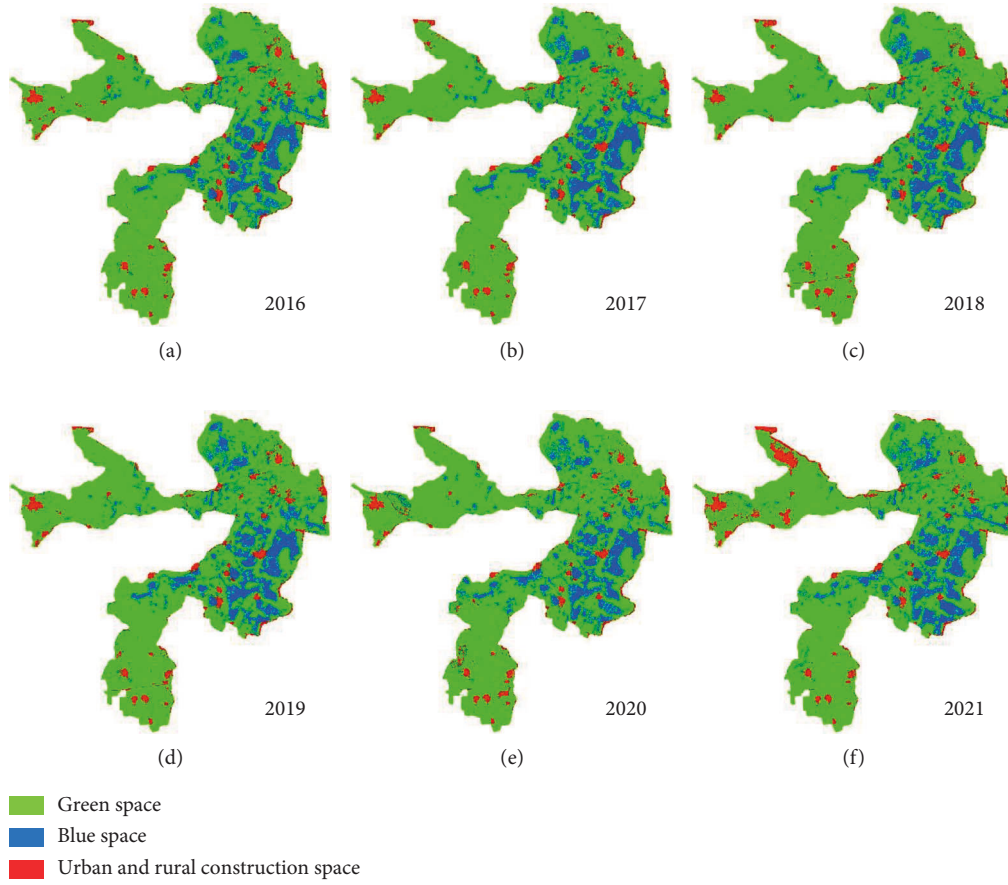 2016
2017
2018
(a)
(b)
(c)
2019
2020
2021
(d)
(e)
(f)
Green space
Blue space
Urban and rural construction space